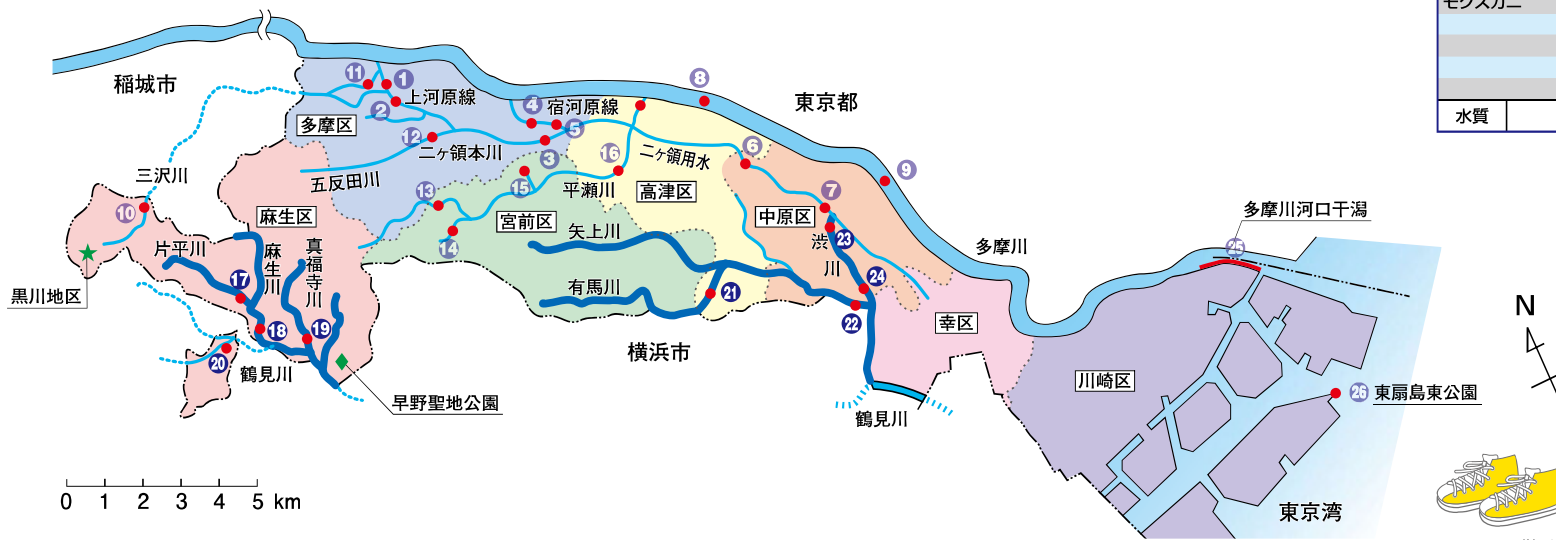 モクズガニ
水質
稲城市
東京都
横浜市
東京湾
多摩区
麻生区
宮前区
高津区
中原区
幸区
川崎区
上河原線
宿河原線
二ヶ領本川
二ヶ領用水
五反田川
三沢川
平瀬川
片平川
麻生川
真福寺川
矢上川
有馬川
渋川
多摩川
鶴見川
鶴見川
黒川地区
早野聖地公園
多摩川河口干潟
東扇島東公園
1
2
3
4
5
6
7
8
9
10
11
12
13
14
15
16
17
18
19
20
21
22
23
24
25
26
N
0 1 2 3 4 5 km